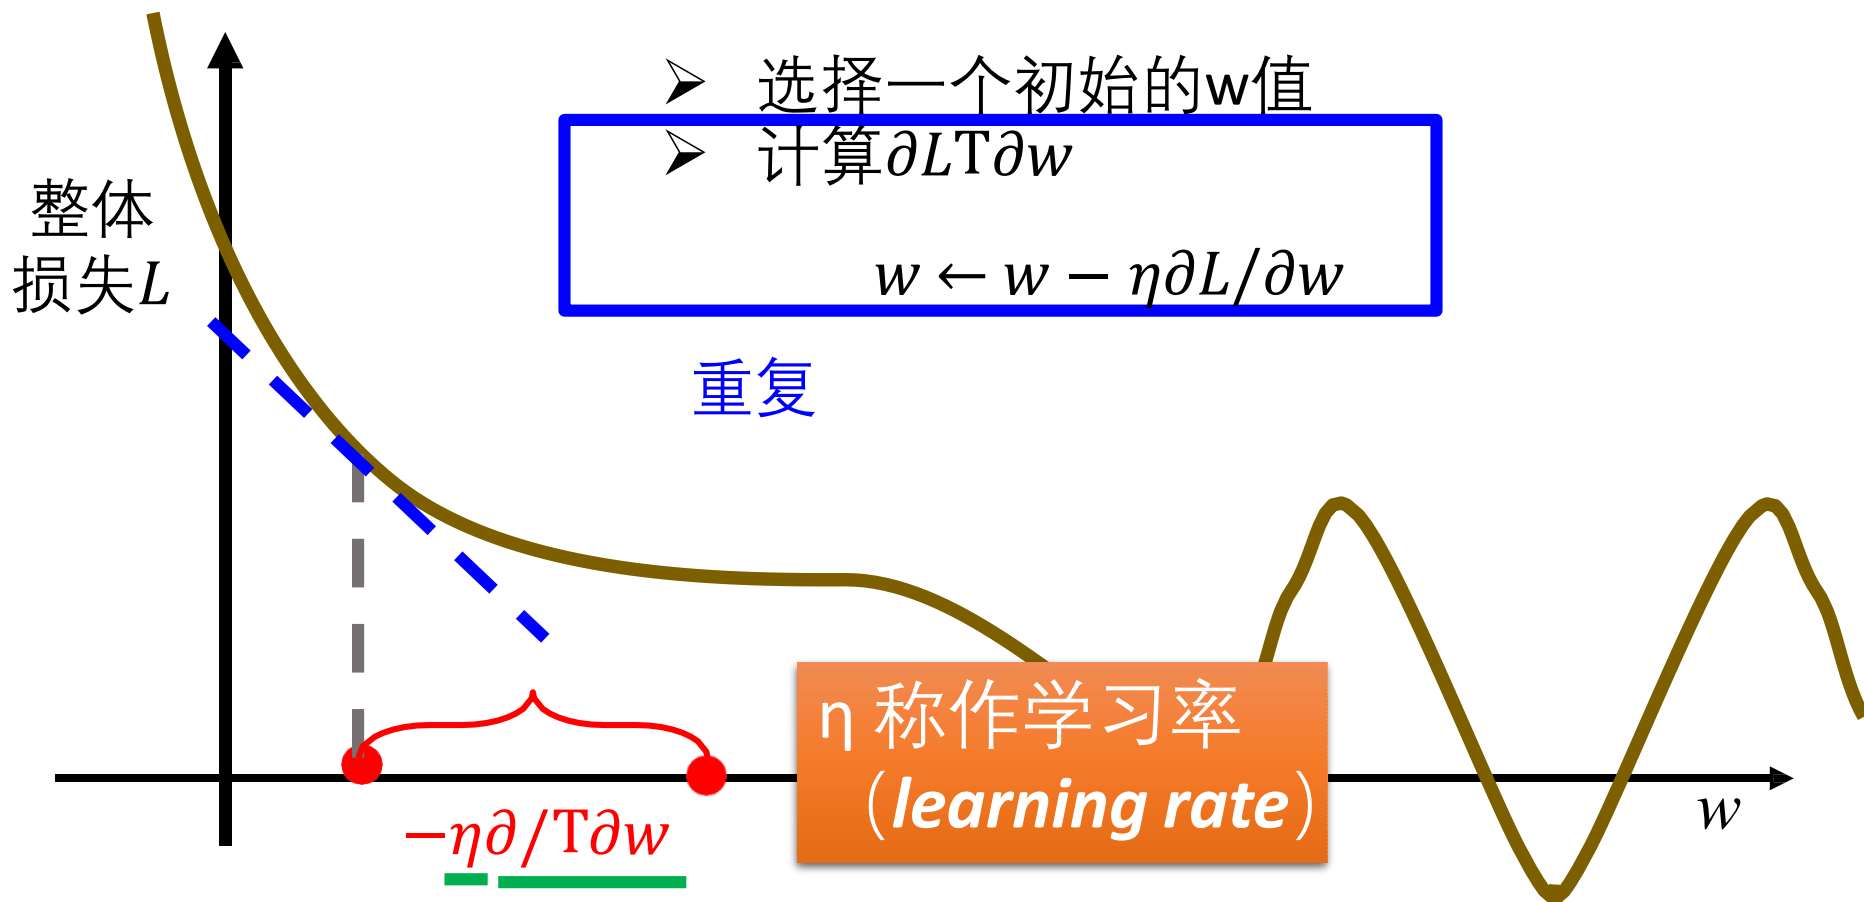 选择一个初始的w值
计算∂LT∂w
w ← w − η∂L/∂w
整体
损失L
重复
η 称作学习率
（learning rate）
w
−η∂/T∂w